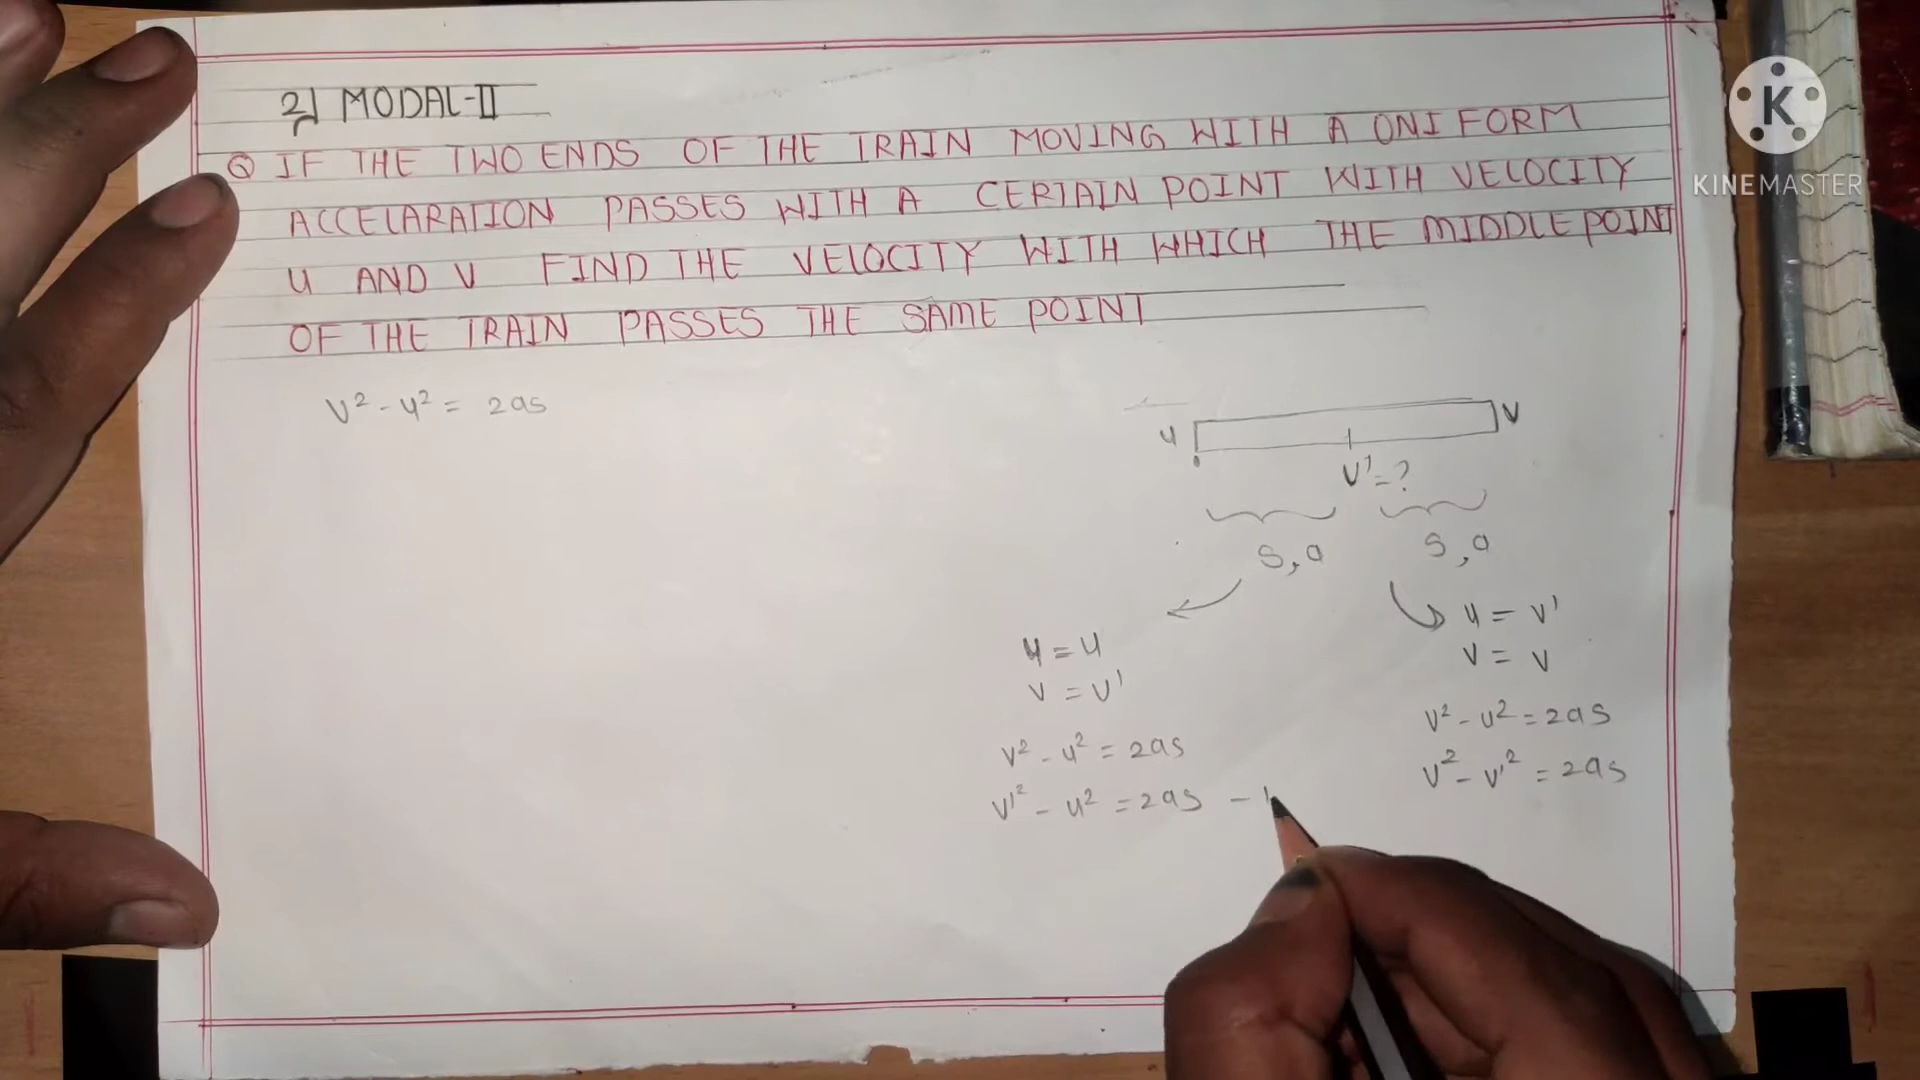 2) MODAL-II
Q IF THE TWO ENDS OF THE TRAIN MOVING WITH A ONIFORM
ACCELARATION PASSES WITH A CERTAIN POINT WITH VELOCITY
U AND V FIND THE VELOCITY WITH WHICH THE MIDDLE POINT
OF THE TRAIN PASSES THE SAME POINT
V² - u² = 2as
u
V
V' = ?
S, a
S, a
u = u
v = v'
v² - u² = 2as
v'² - u² = 2as - 1
u = v'
v = v
v² - u² = 2as
v² - v'² = 2as
K
KINEMASTER